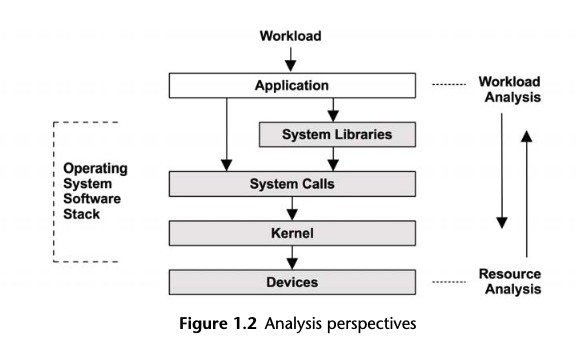 Workload
Application
Workload
Analysis
System Libraries
Operating
System
Software
Stack
System Calls
Kernel
Devices
Resource
Analysis
Figure 1.2 Analysis perspectives